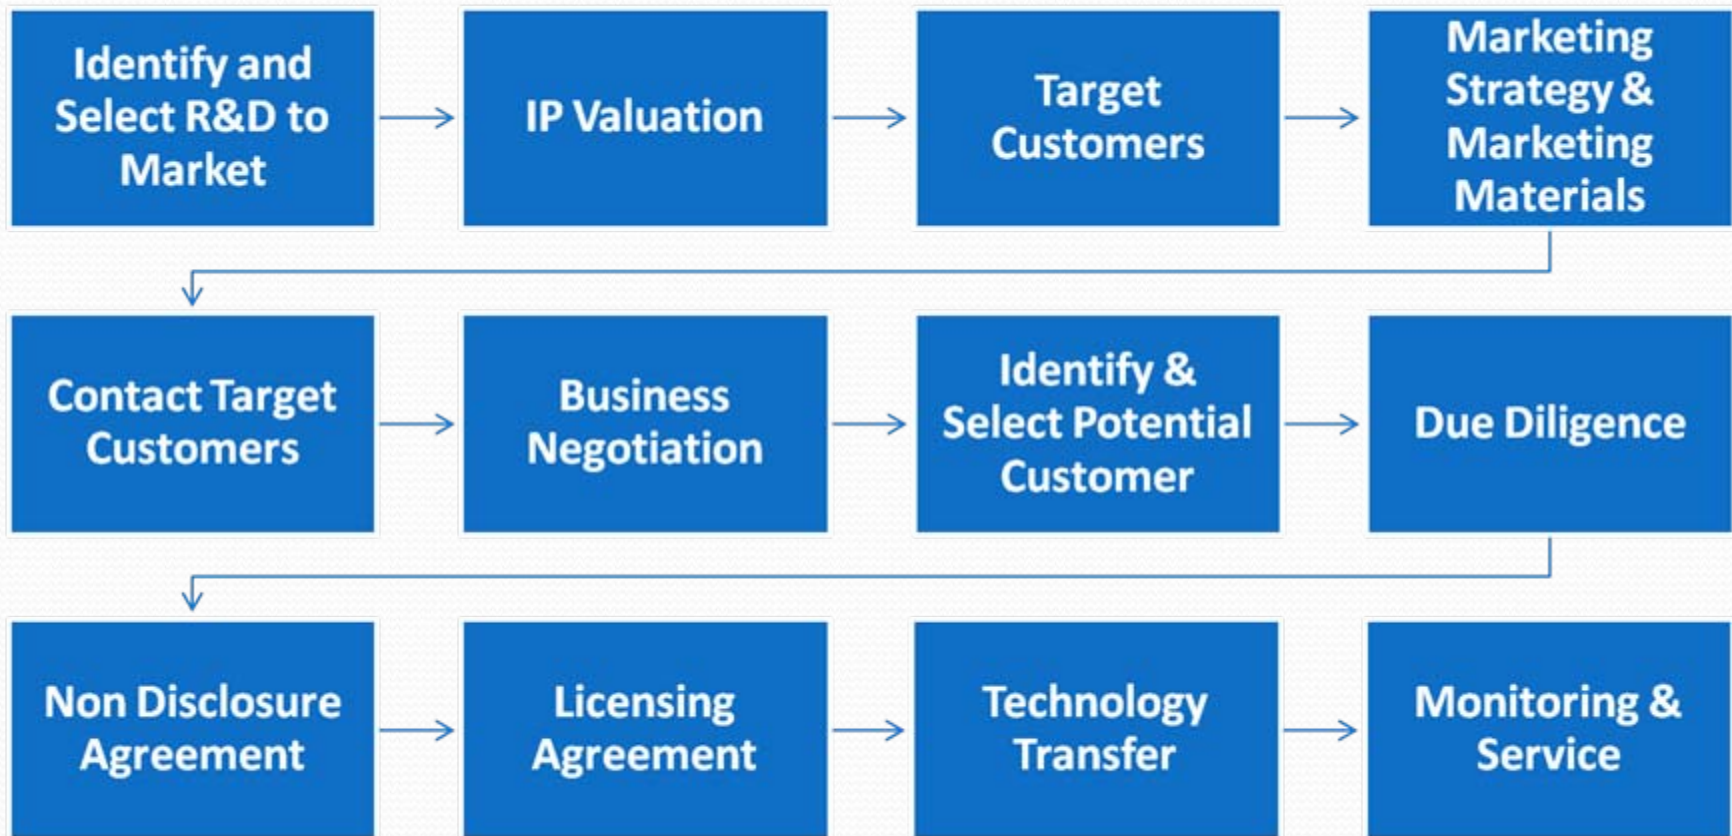 Identify and
Select R&D to
Market
IP Valuation
Target
Customers
Marketing
Strategy &
Marketing
Materials
Contact Target
Customers
Business
Negotiation
Identify &
Select Potential
Customer
Due Diligence
Non Disclosure
Agreement
Licensing
Agreement
Technology
Transfer
Monitoring &
Service